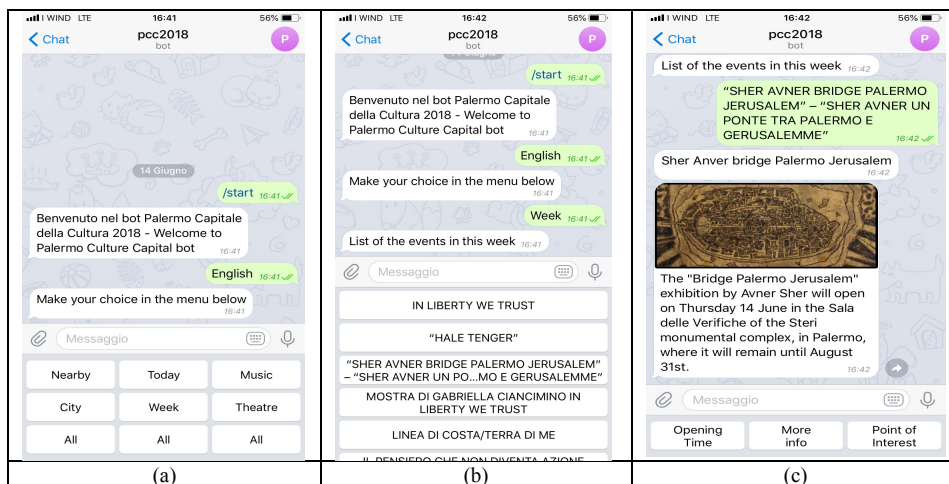 I WIND LTE 16:41 56%
Chat pcc2018 P
bot
14 Giugno
/start 16:41
Benvenuto nel bot Palermo Capitale
della Cultura 2018 - Welcome to
Palermo Culture Capital bot 16:41
English 16:41
Make your choice in the menu below
16:41
Messaggio
Nearby Today Music
City Week Theatre
All All All
(a)
I WIND LTE 16:42 56%
Chat pcc2018 P
bot
/start 16:41
Benvenuto nel bot Palermo Capitale
della Cultura 2018 - Welcome to
Palermo Culture Capital bot 16:41
English 16:41
Make your choice in the menu below
16:41
Week 16:41
List of the events in this week 16:41
Messaggio
IN LIBERTY WE TRUST
“HALE TENGER”
“SHER AVNER BRIDGE PALERMO JERUSALEM”
– “SHER AVNER UN PO...MO E GERUSALEMME”
MOSTRA DI GABRIELLA CIANCIMINO IN
LIBERTY WE TRUST
LINEA DI COSTA/TERRA DI ME
IL PENSIERO CHE NON DIVENTA AZIONE
(b)
I WIND LTE 16:42 56%
Chat pcc2018 P
bot
List of the events in this week 16:42
“SHER AVNER BRIDGE PALERMO
JERUSALEM” – “SHER AVNER UN
PONTE TRA PALERMO E
GERUSALEMME” 16:42
Sher Anver bridge Palermo Jerusalem
16:42
The "Bridge Palermo Jerusalem"
exhibition by Avner Sher will open
on Thursday 14 June in the Sala
delle Verifiche of the Steri
monumental complex, in Palermo,
where it will remain until August
31st. 16:42
Messaggio
Opening More Point of
Time info Interest
(c)